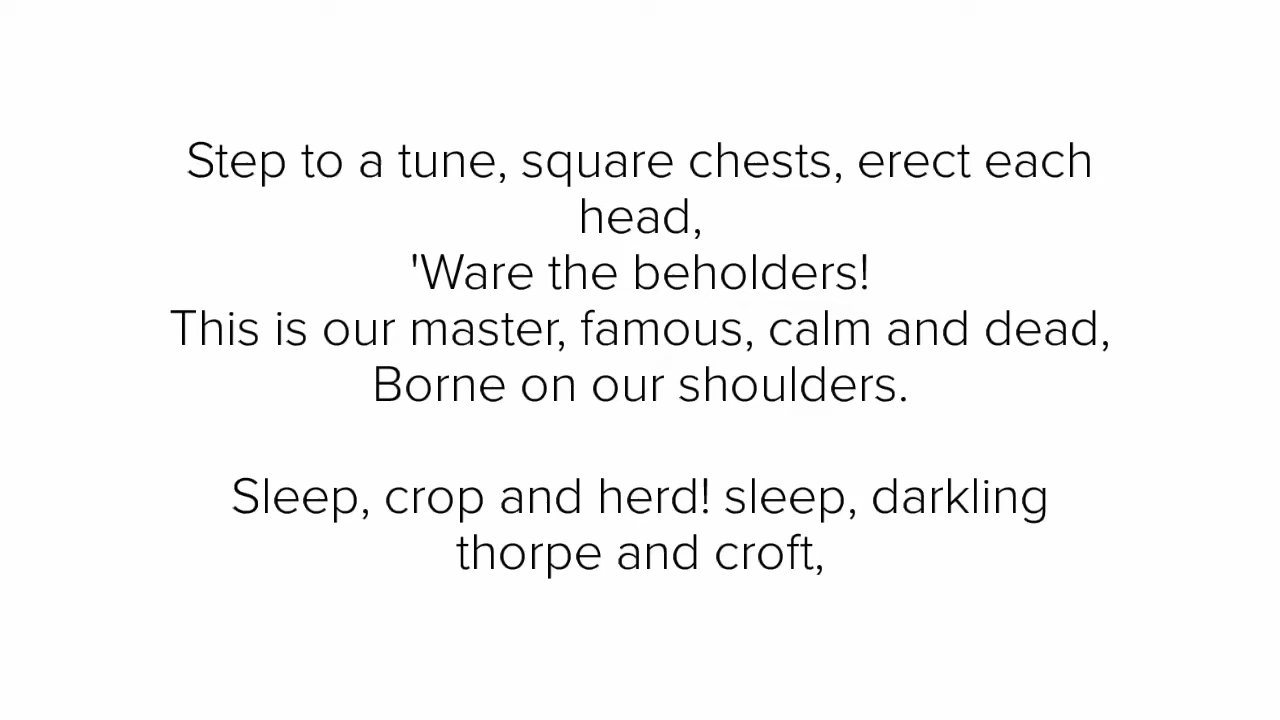 Step to a tune, square chests, erect each
head,
'Ware the beholders!
This is our master, famous, calm and dead,
Borne on our shoulders.

Sleep, crop and herd! sleep, darkling
thorpe and croft,